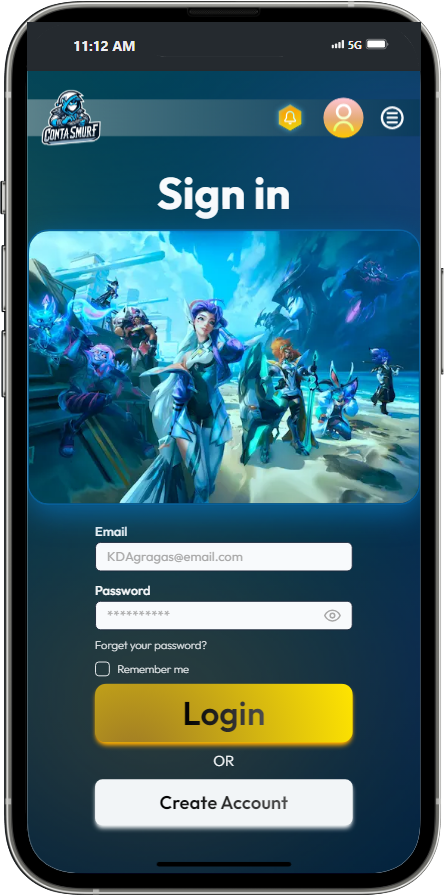 11:12 AM 5G
CONTA SMURF
Sign in
Email
KDAgragas@email.com
Password
**********
Forget your password?
Remember me
Login
OR
Create Account